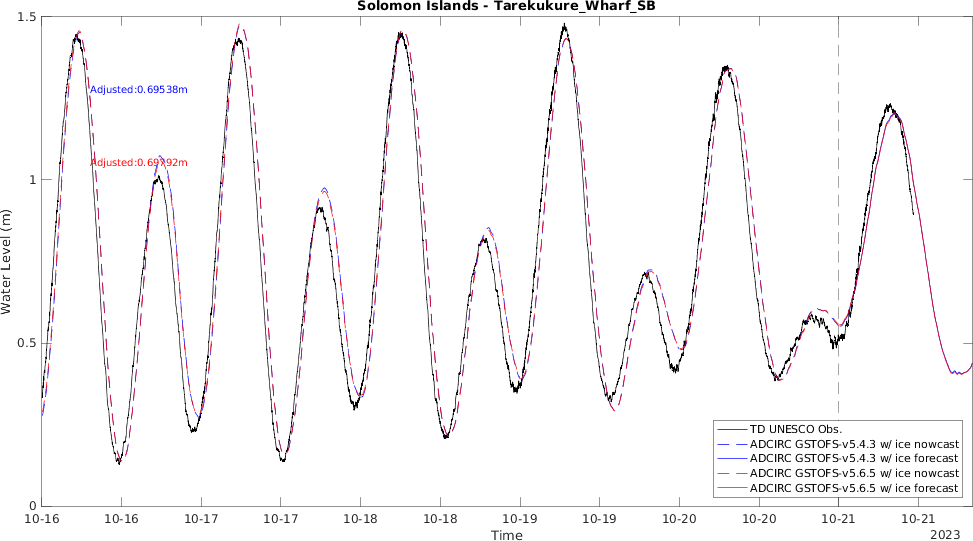 Solomon Islands - Tarekukure_Wharf_SB
Water Level (m)
1.5
1
0.5
0
Adjusted:0.69538m
Adjusted:0.69792m
TD UNESCO Obs.
ADCIRC GSTOFS-v5.4.3 w/ ice nowcast
ADCIRC GSTOFS-v5.4.3 w/ ice forecast
ADCIRC GSTOFS-v5.6.5 w/ ice nowcast
ADCIRC GSTOFS-v5.6.5 w/ ice forecast
10-16 10-16 10-17 10-17 10-18 10-18 10-19 10-19 10-20 10-20 10-21 10-21
Time
2023